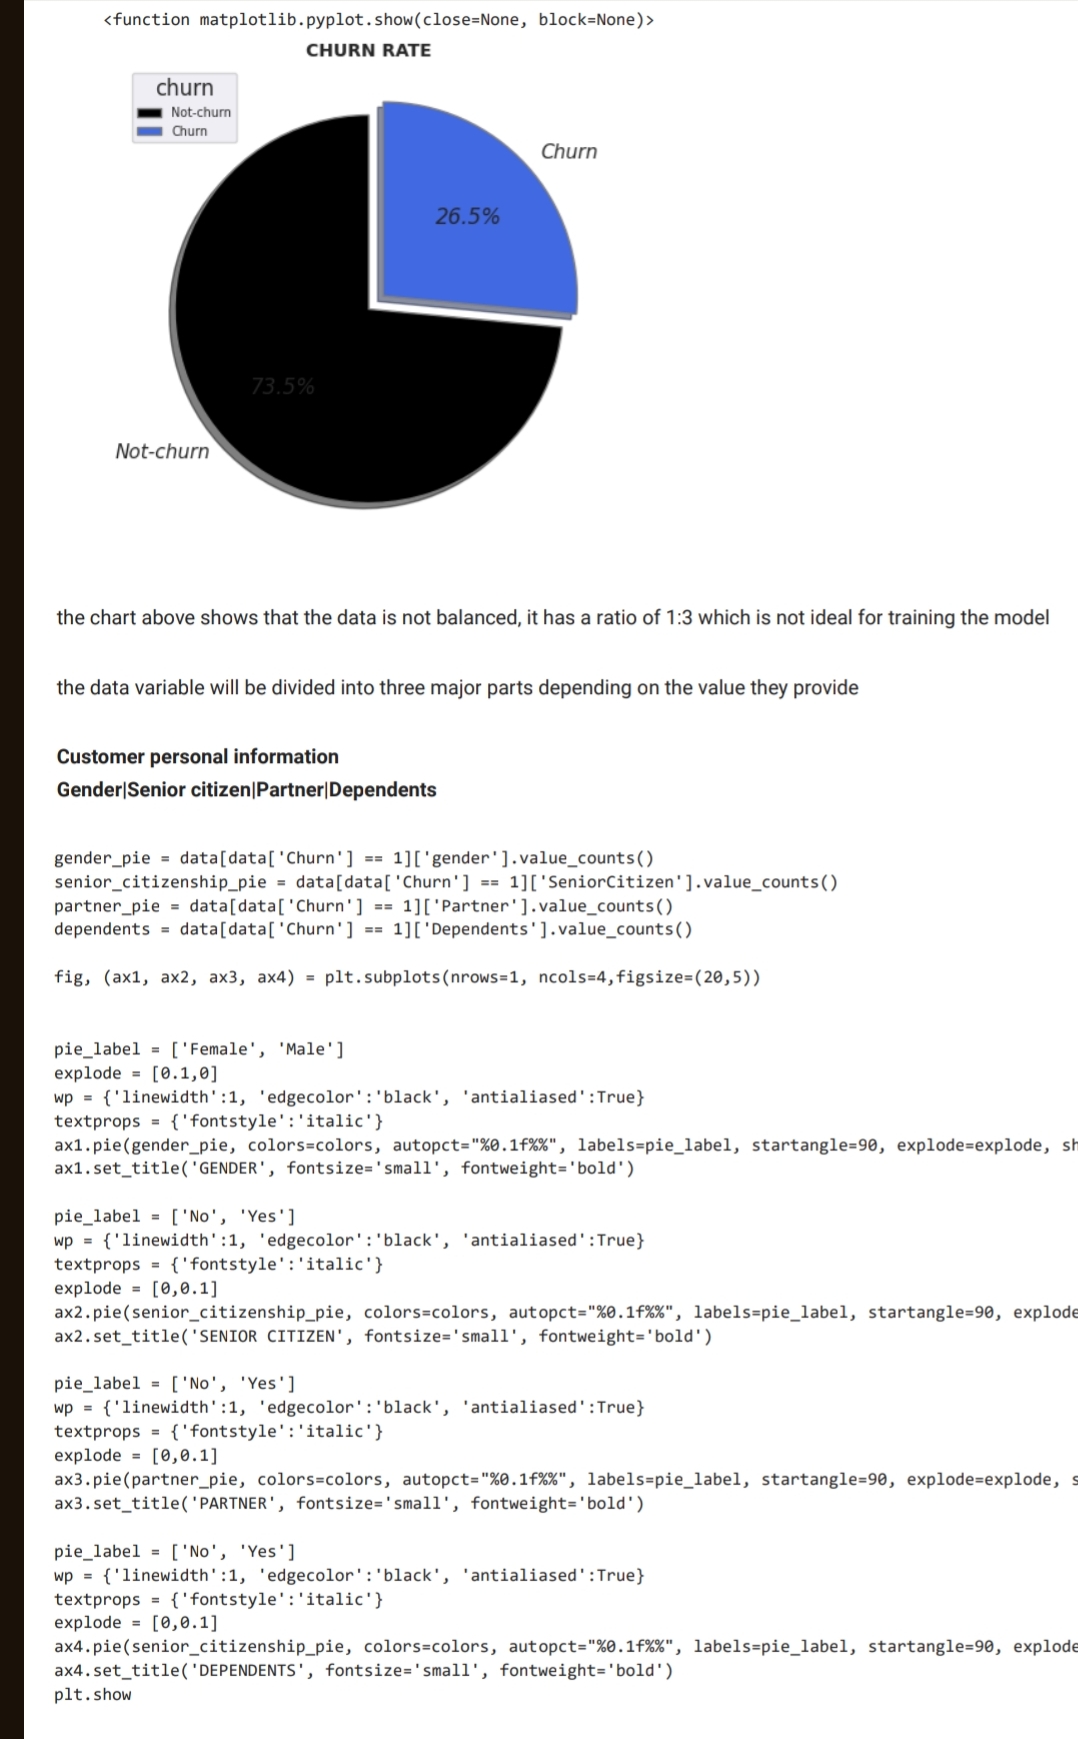 <function matplotlib.pyplot.show(close=None, block=None)>
CHURN RATE
churn
Not-churn
Churn
Churn
26.5%
73.5%
Not-churn
the chart above shows that the data is not balanced, it has a ratio of 1:3 which is not ideal for training the model
the data variable will be divided into three major parts depending on the value they provide
Customer personal information
Gender|Senior citizen|Partner|Dependents
gender_pie = data[data['Churn'] == 1]['gender'].value_counts()
senior_citizenship_pie = data[data['Churn'] == 1]['SeniorCitizen'].value_counts()
partner_pie = data[data['Churn'] == 1]['Partner'].value_counts()
dependents = data[data['Churn'] == 1]['Dependents'].value_counts()
fig, (ax1, ax2, ax3, ax4) = plt.subplots(nrows=1, ncols=4,figsize=(20,5))
pie_label = ['Female', 'Male']
explode = [0.1,0]
wp = {'linewidth':1, 'edgecolor':'black', 'antialiased':True}
textprops = {'fontstyle':'italic'}
ax1.pie(gender_pie, colors=colors, autopct="%0.1f%%", labels=pie_label, startangle=90, explode=explode, sh
ax1.set_title('GENDER', fontsize='small', fontweight='bold')
pie_label = ['No', 'Yes']
wp = {'linewidth':1, 'edgecolor':'black', 'antialiased':True}
textprops = {'fontstyle':'italic'}
explode = [0,0.1]
ax2.pie(senior_citizenship_pie, colors=colors, autopct="%0.1f%%", labels=pie_label, startangle=90, explode
ax2.set_title('SENIOR CITIZEN', fontsize='small', fontweight='bold')
pie_label = ['No', 'Yes']
wp = {'linewidth':1, 'edgecolor':'black', 'antialiased':True}
textprops = {'fontstyle':'italic'}
explode = [0,0.1]
ax3.pie(partner_pie, colors=colors, autopct="%0.1f%%", labels=pie_label, startangle=90, explode=explode, s
ax3.set_title('PARTNER', fontsize='small', fontweight='bold')
pie_label = ['No', 'Yes']
wp = {'linewidth':1, 'edgecolor':'black', 'antialiased':True}
textprops = {'fontstyle':'italic'}
explode = [0,0.1]
ax4.pie(senior_citizenship_pie, colors=colors, autopct="%0.1f%%", labels=pie_label, startangle=90, explode
ax4.set_title('DEPENDENTS', fontsize='small', fontweight='bold')
plt.show